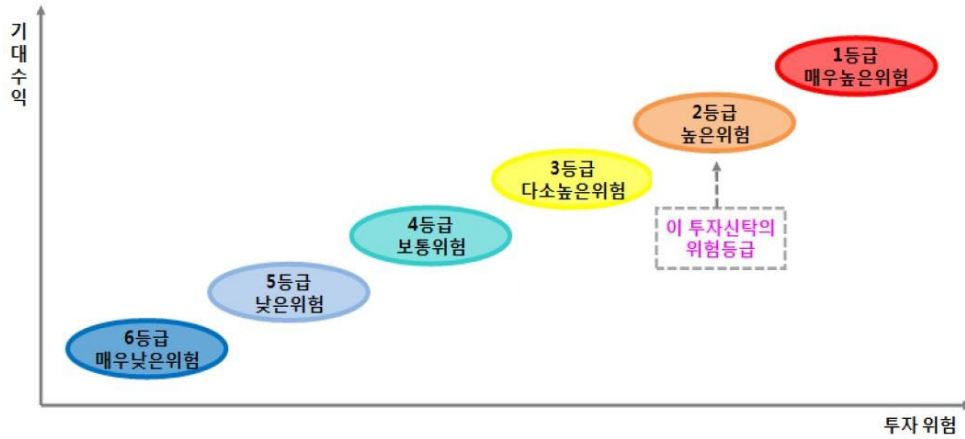 기대수익
1등급
매우높은위험
2등급
높은위험
3등급
다소높은위험
이 투자신탁의
위험등급
4등급
보통위험
5등급
낮은위험
6등급
매우낮은위험
투자 위험